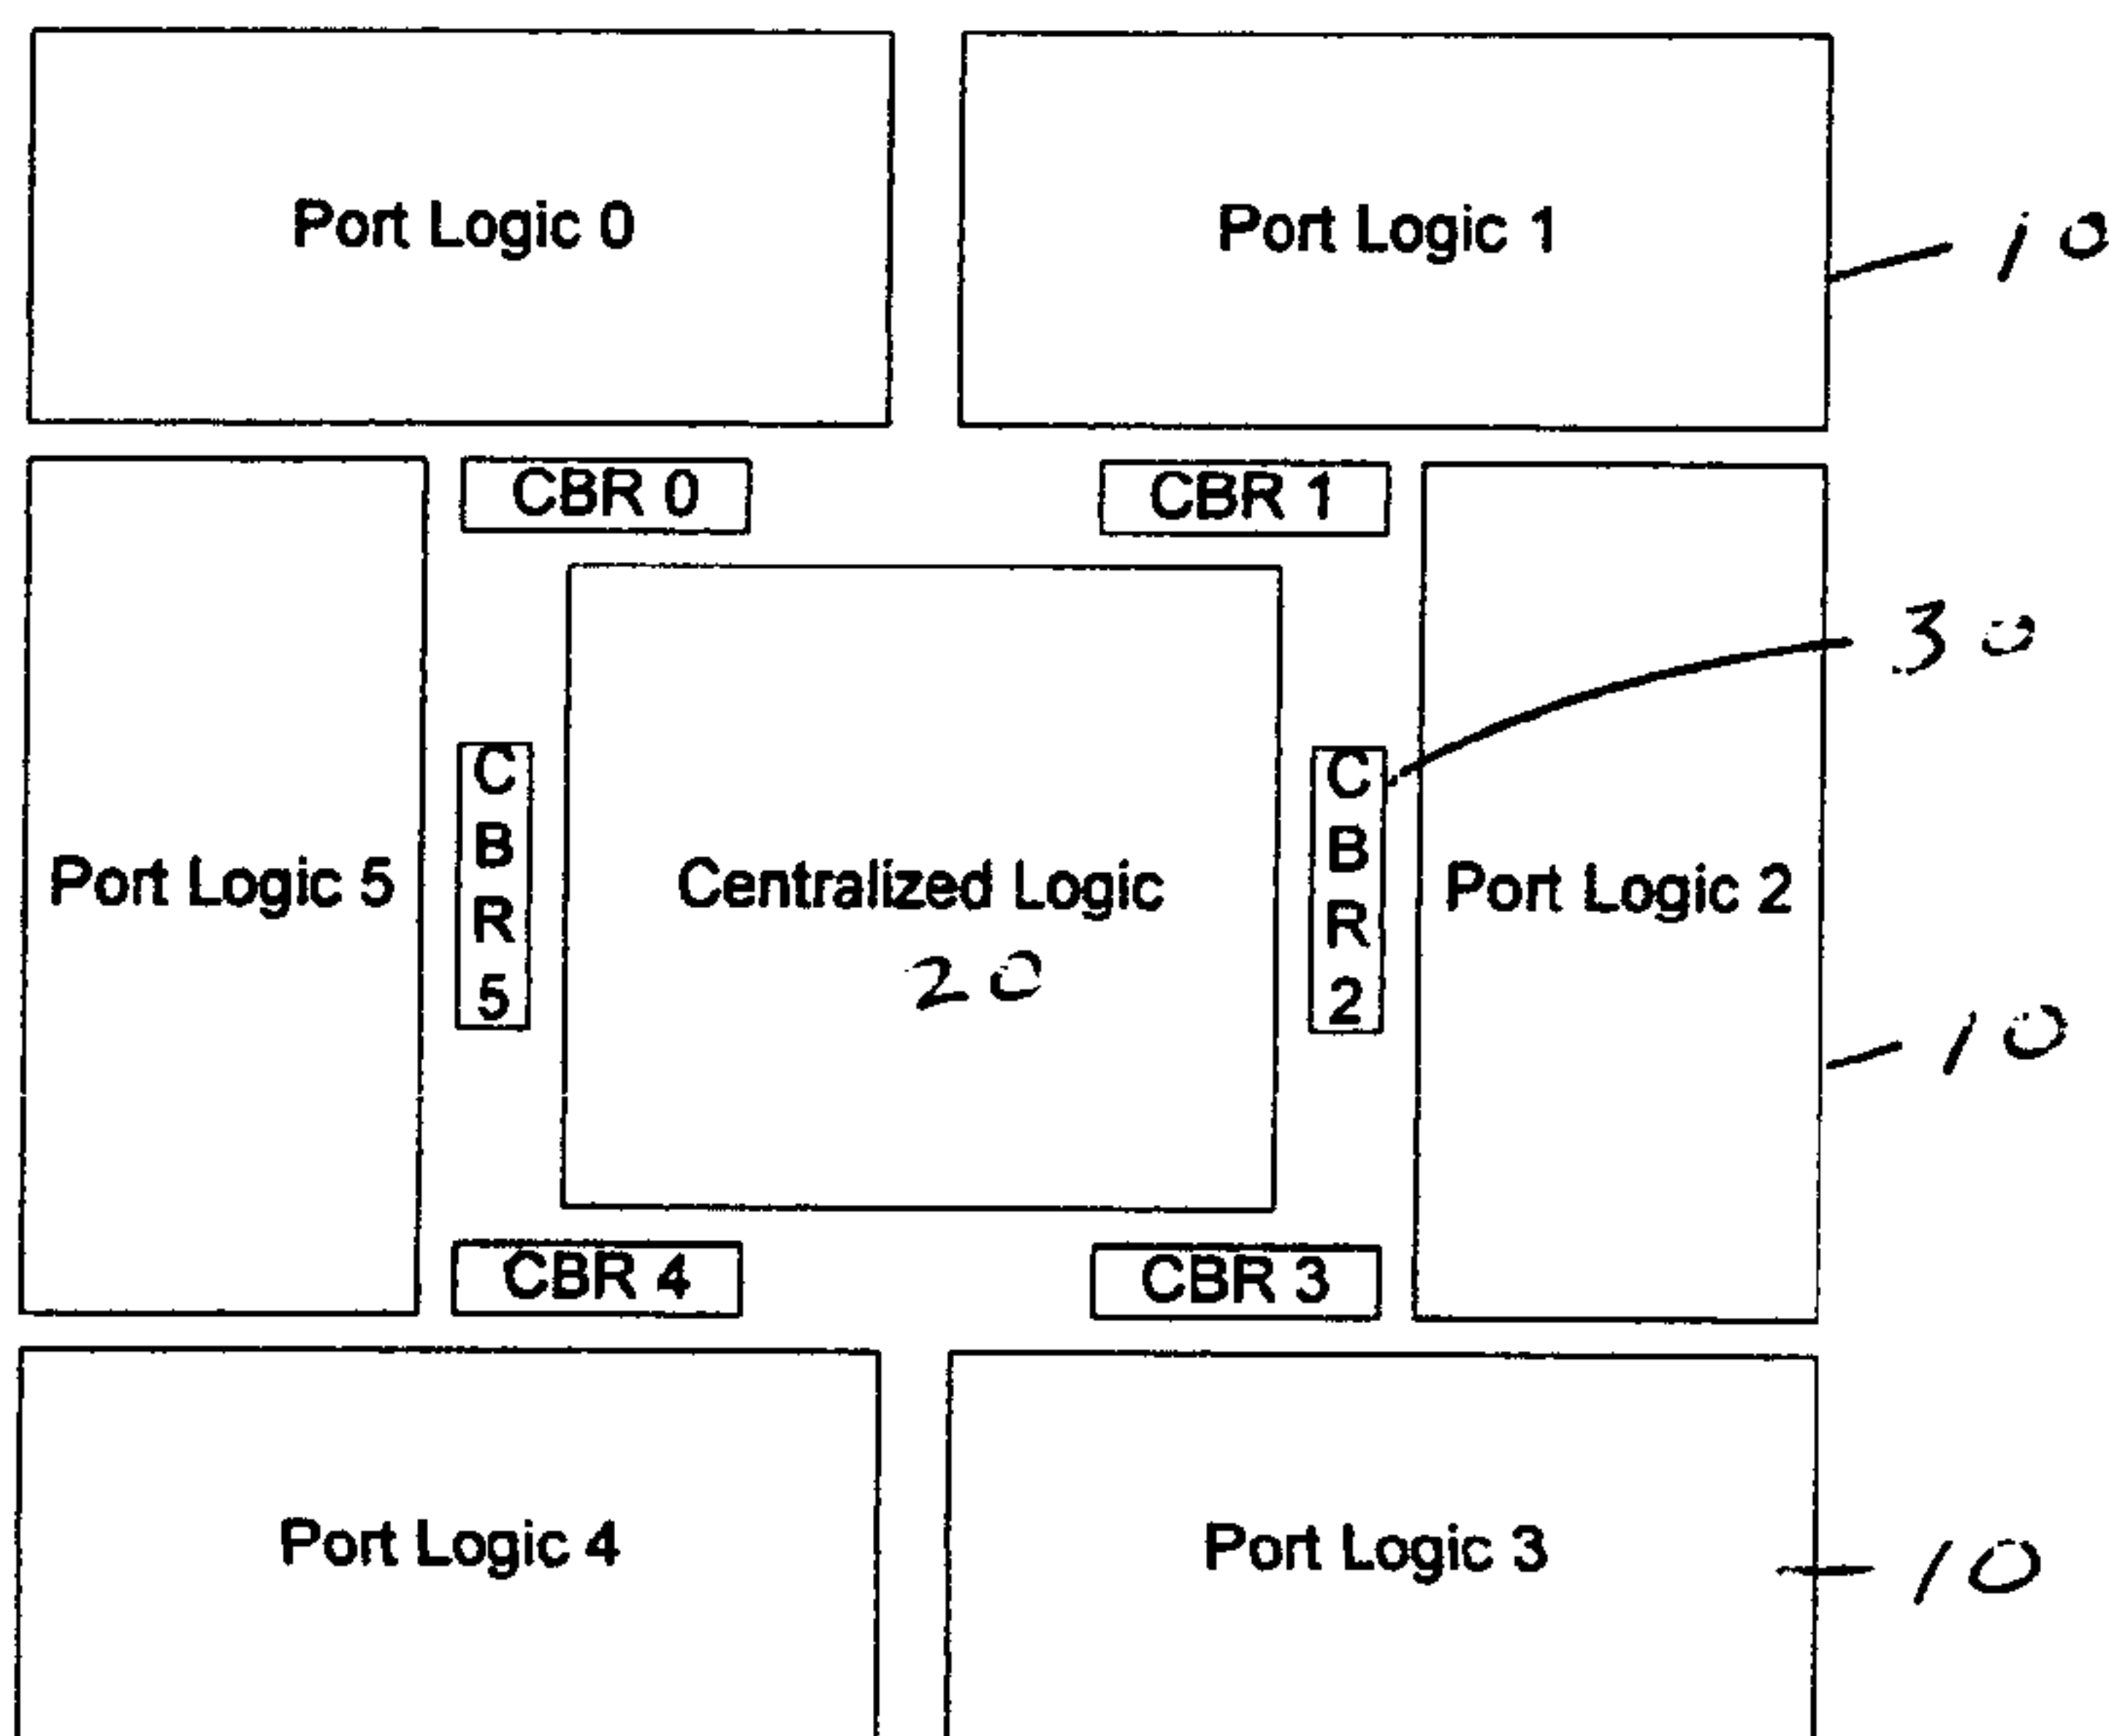 Port Logic 0
Port Logic 1
10
CBR 0
CBR 1
30
Port Logic 5
C
B
R
5
Centralized Logic
20
C
B
R
2
Port Logic 2
10
CBR 4
CBR 3
Port Logic 4
Port Logic 3
10